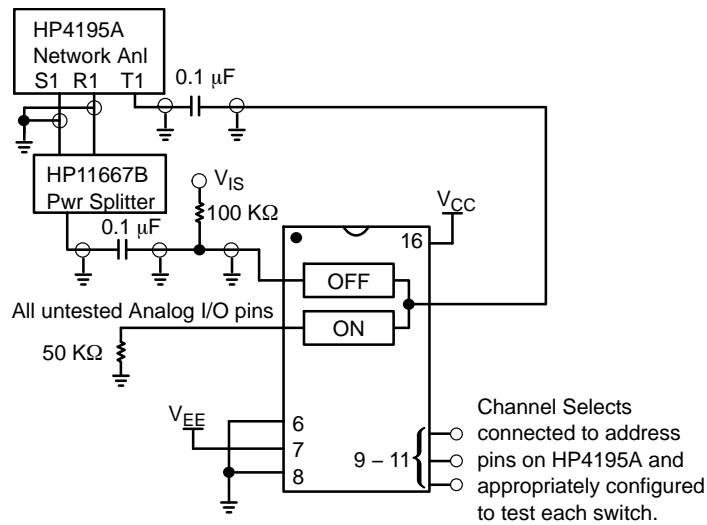 HP4195A
Network Anl
S1 R1 T1
0.1 μF
HP11667B
Pwr Splitter
V_IS
100 KΩ
0.1 μF
V_CC
16
OFF
All untested Analog I/O pins
ON
50 KΩ
V_EE
6
7
8
9 – 11
Channel Selects
connected to address
pins on HP4195A and
appropriately configured
to test each switch.